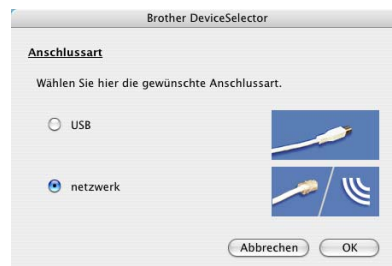 Brother DeviceSelector
Anschlussart
Wählen Sie hier die gewünschte Anschlussart.
USB
netzwerk
Abbrechen OK